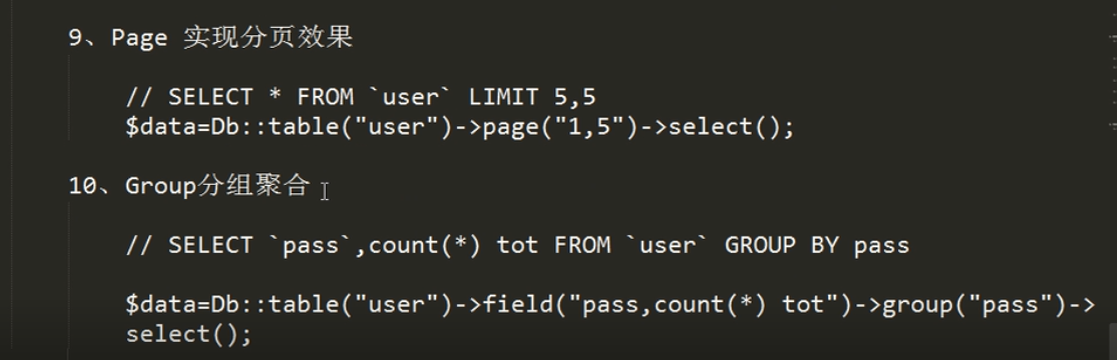 9、Page 实现分页效果
// SELECT * FROM `user` LIMIT 5,5
$data=Db::table("user")->page("1,5")->select();
10、Group分组聚合
// SELECT `pass`,count(*) tot FROM `user` GROUP BY pass
$data=Db::table("user")->field("pass,count(*) tot")->group("pass")->
select();